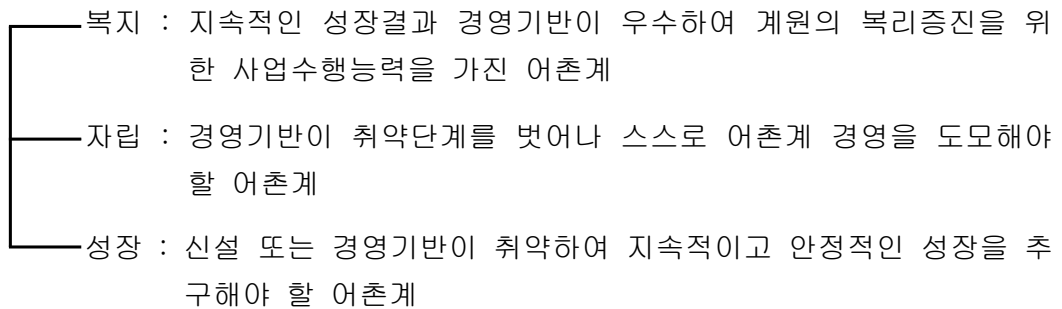 복지 : 지속적인 성장결과 경영기반이 우수하여 계원의 복리증진을 위
한 사업수행능력을 가진 어촌계
자립 : 경영기반이 취약단계를 벗어나 스스로 어촌계 경영을 도모해야
할 어촌계
성장 : 신설 또는 경영기반이 취약하여 지속적이고 안정적인 성장을 추
구해야 할 어촌계